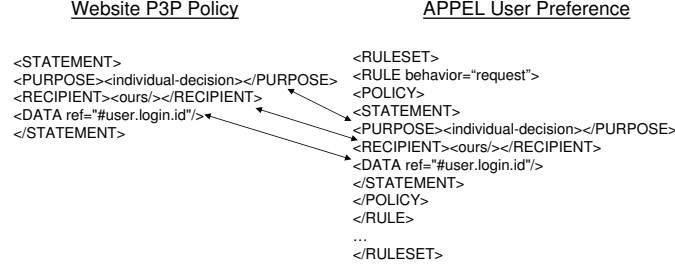 Website P3P Policy
<STATEMENT>
<PURPOSE><individual-decision></PURPOSE>
<RECIPIENT><ours/></RECIPIENT>
<DATA ref="#user.login.id"/>
</STATEMENT>
APPEL User Preference
<RULESET>
<RULE behavior=“request”>
<POLICY>
<STATEMENT>
<PURPOSE><individual-decision></PURPOSE>
<RECIPIENT><ours/></RECIPIENT>
<DATA ref="#user.login.id"/>
</STATEMENT>
</POLICY>
</RULE>
…
</RULESET>